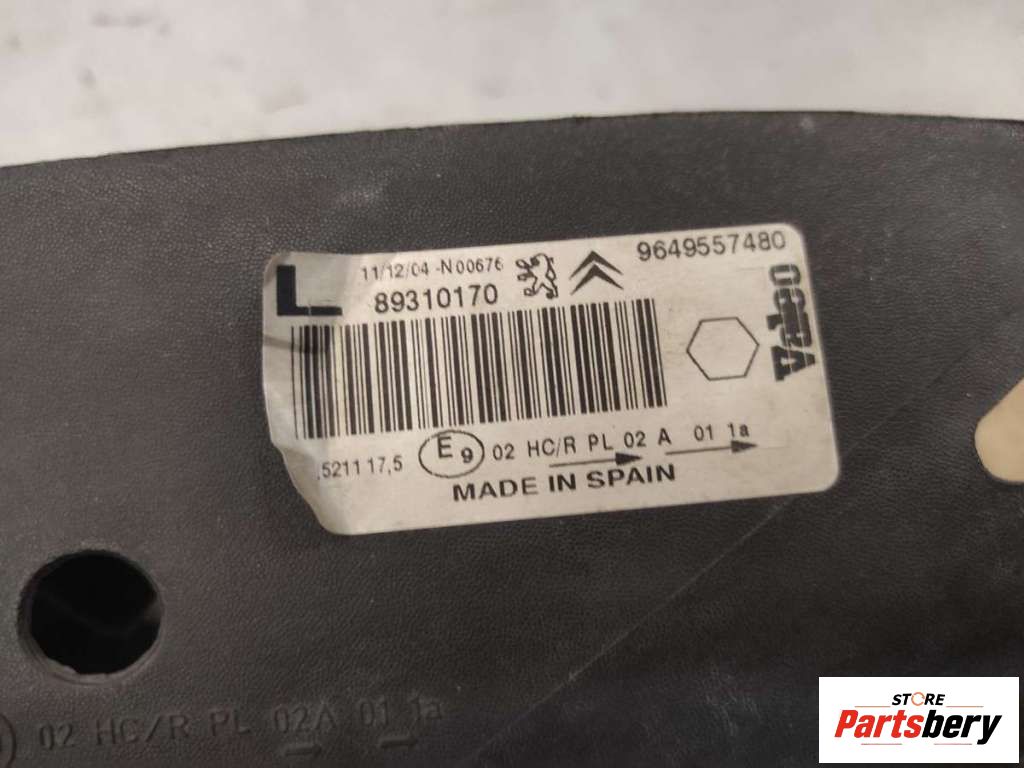 L 11/12/04 -N00676 9649557480
89310170
.5211 17,5 E9 02 HC/R PL 02 A 01 1a
MADE IN SPAIN
02 HC/R PL 02A 01 1a
STORE
Partsbery